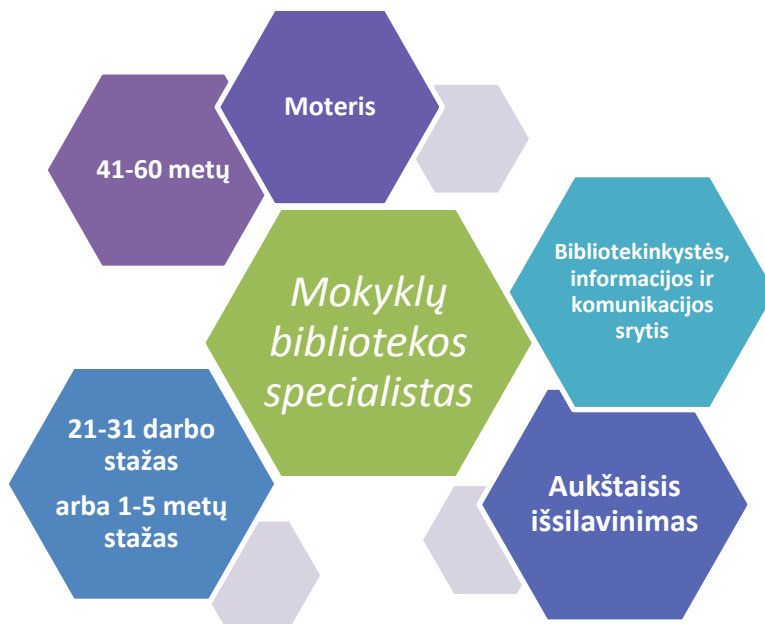 Moteris
41-60 metų
Bibliotekinkystės,
informacijos ir
komunikacijos
srytis
Mokyklų
bibliotekos
specialistas
21-31 darbo
stažas
arba 1-5 metų
stažas
Aukštaisis
išsilavinimas